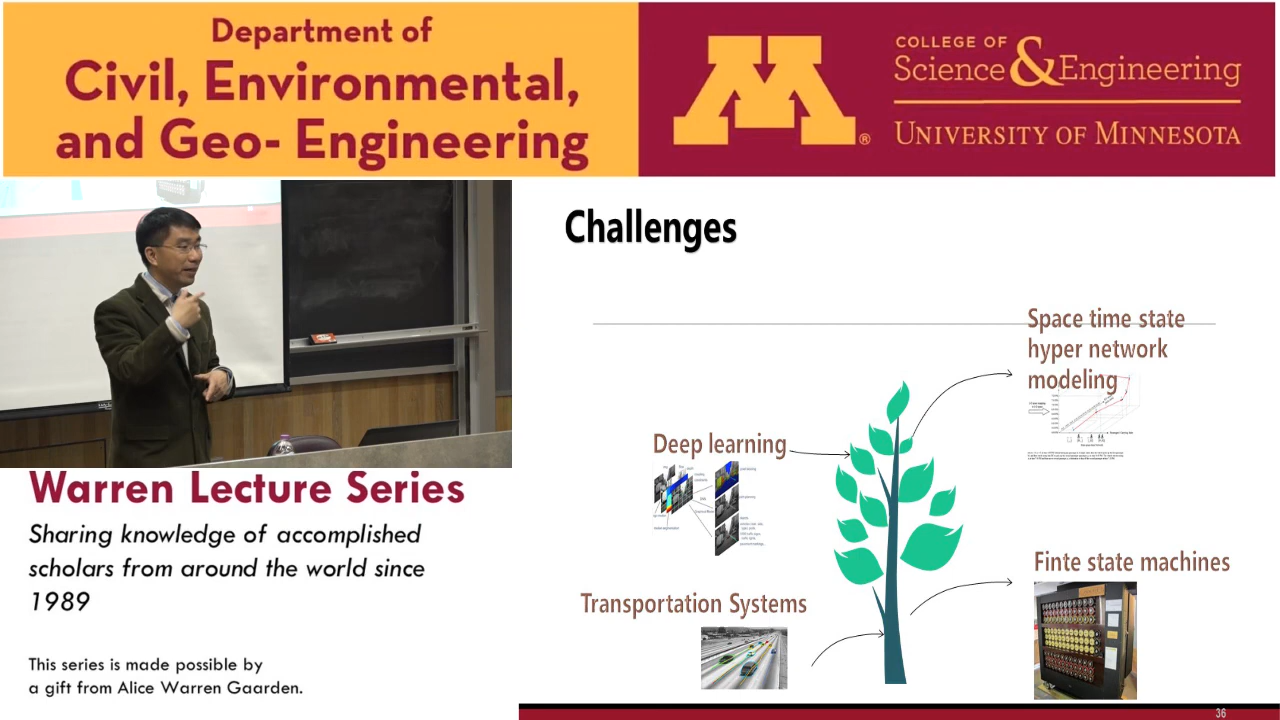 Department of
Civil, Environmental,
and Geo- Engineering
M®
COLLEGE OF
Science & Engineering
UNIVERSITY OF MINNESOTA
Challenges
Space time state
hyper network
modeling
Deep learning
Finte state machines
Transportation Systems
Warren Lecture Series
Staring knowledge of acomplished
scholars from around the world since
1989
This series is made possible by
a gift from Alice Warren Gaarden.
36